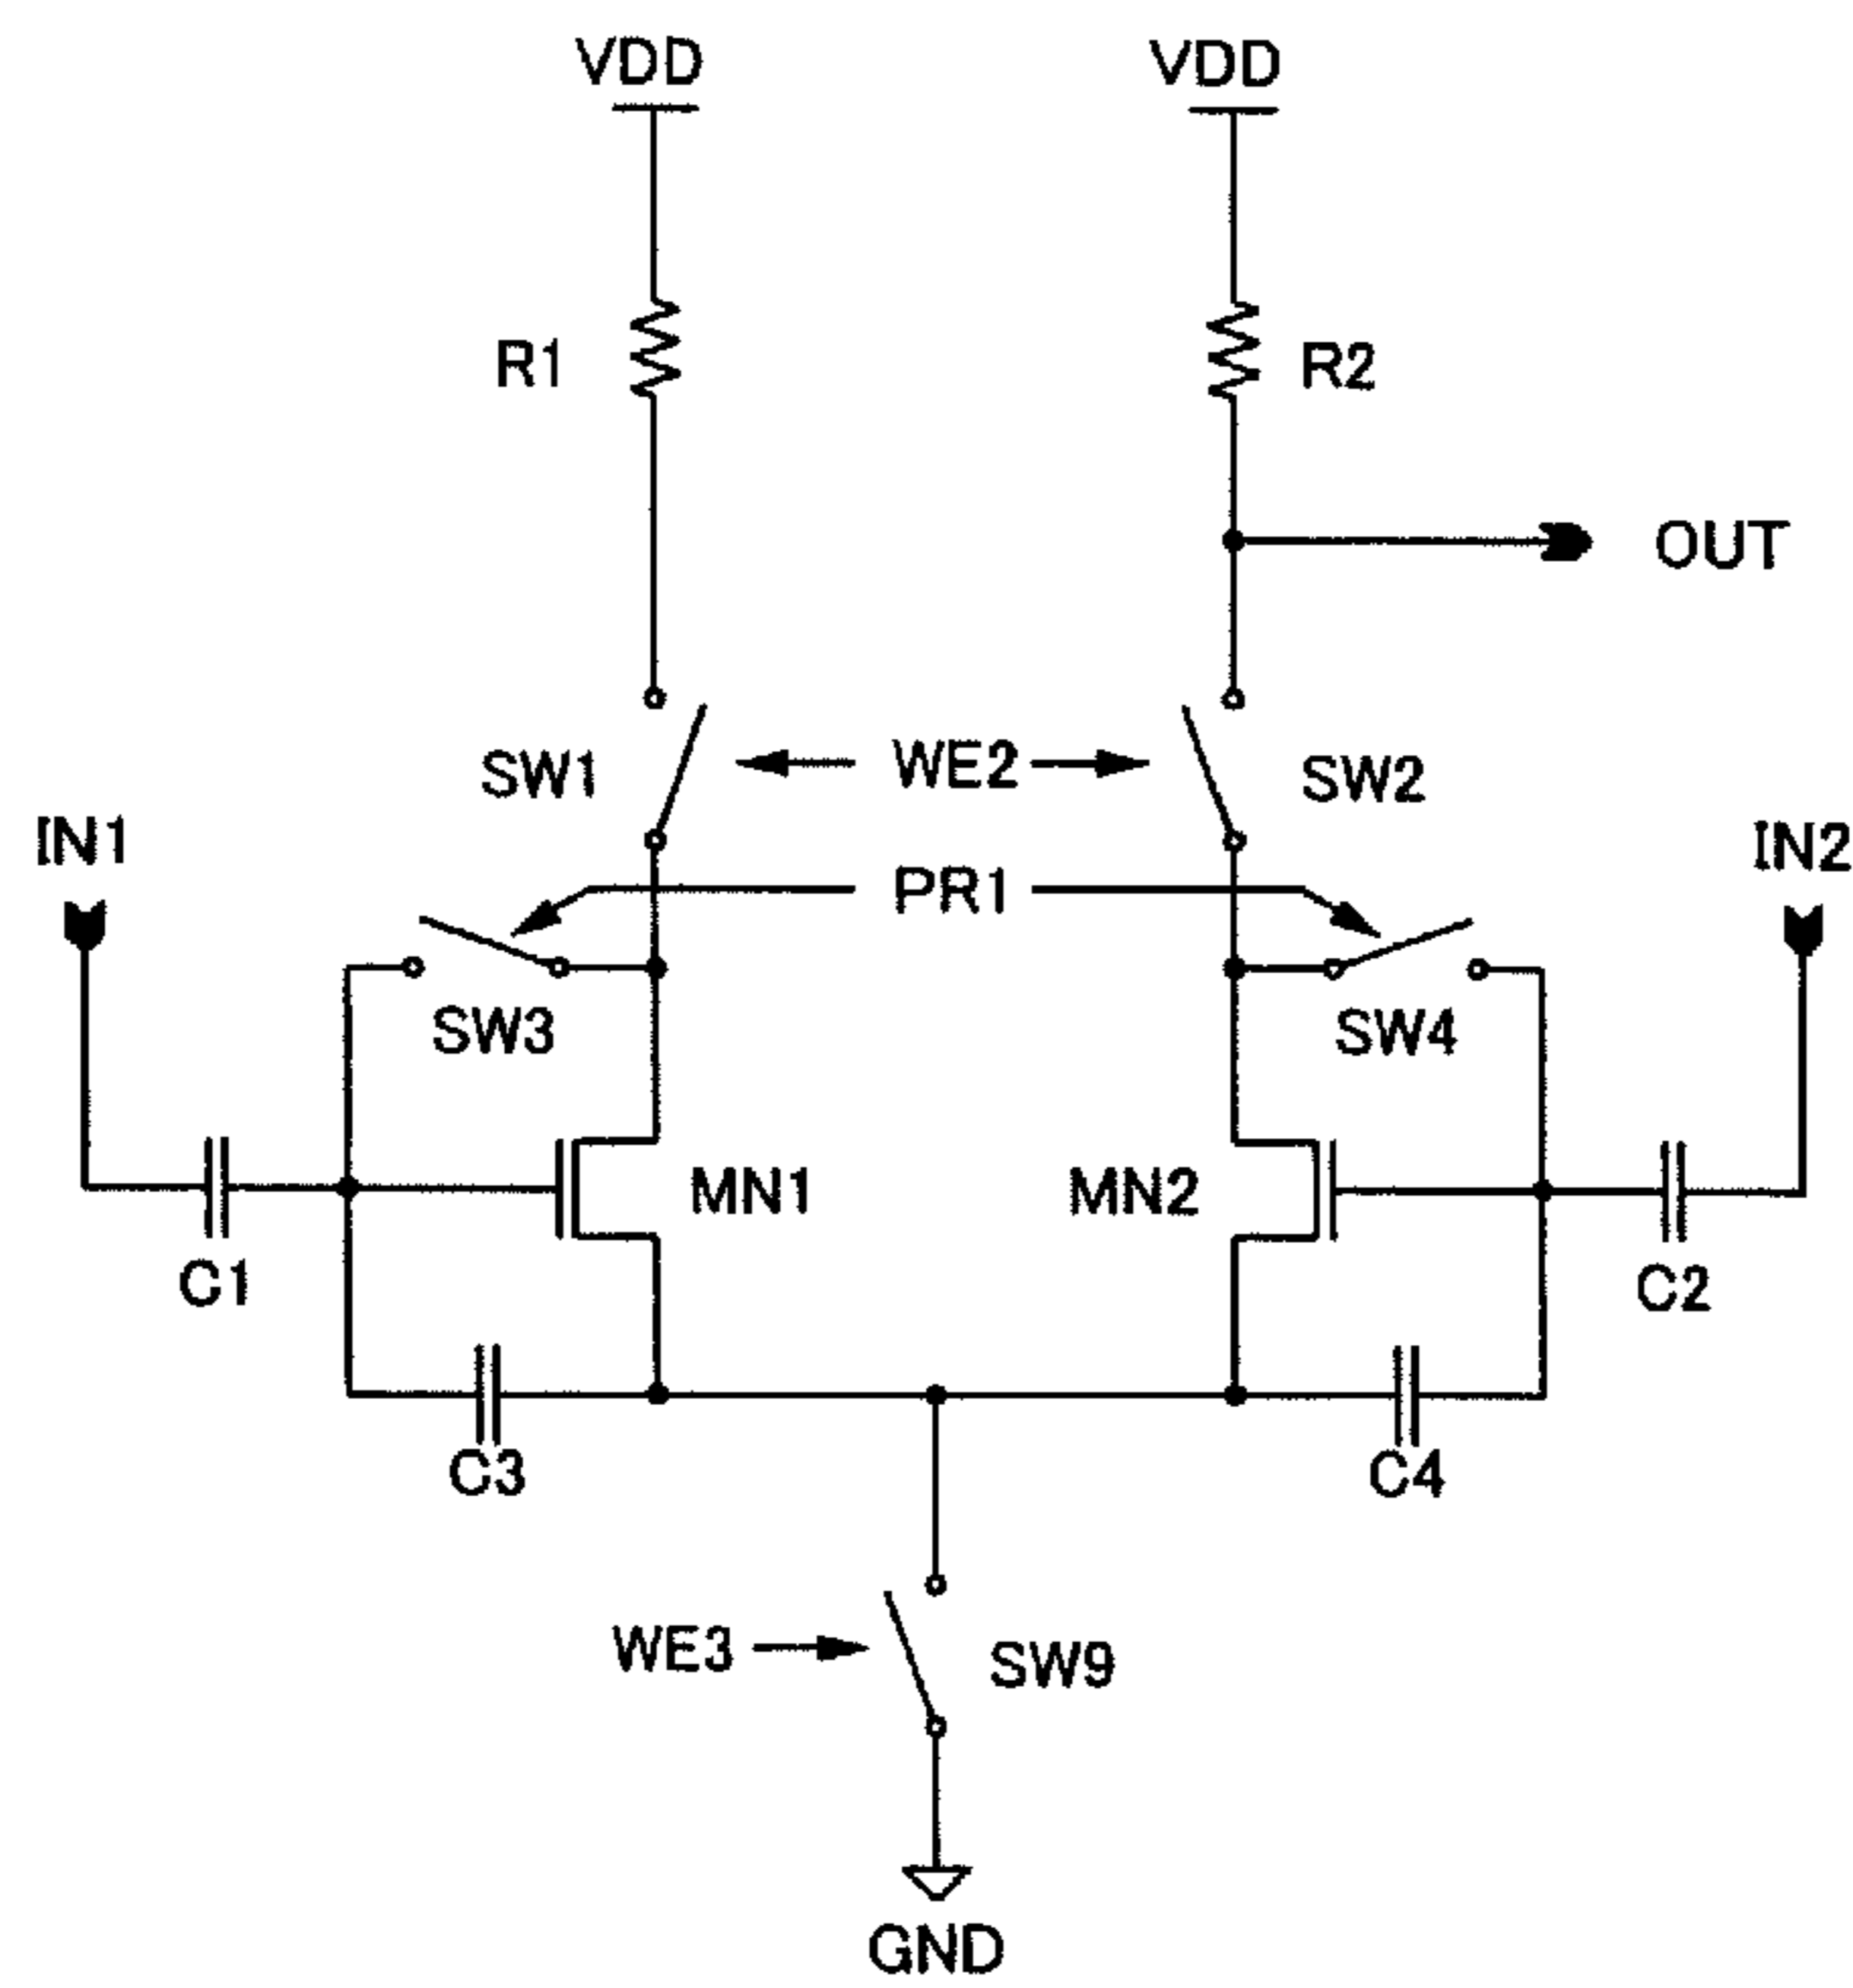 VDD
VDD
R1
R2
OUT
SW1
WE2
SW2
IN1
IN2
PR1
SW3
SW4
MN1
MN2
C1
C2
C3
C4
WE3
SW9
GND